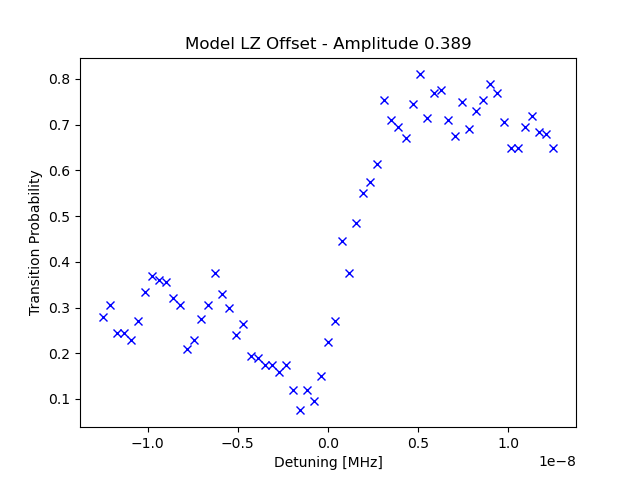 Model LZ Offset - Amplitude 0.389
Transition Probability
0.8
0.7
0.6
0.5
0.4
0.3
0.2
0.1
−1.0 −0.5 0.0 0.5 1.0
1e−8
Detuning [MHz]